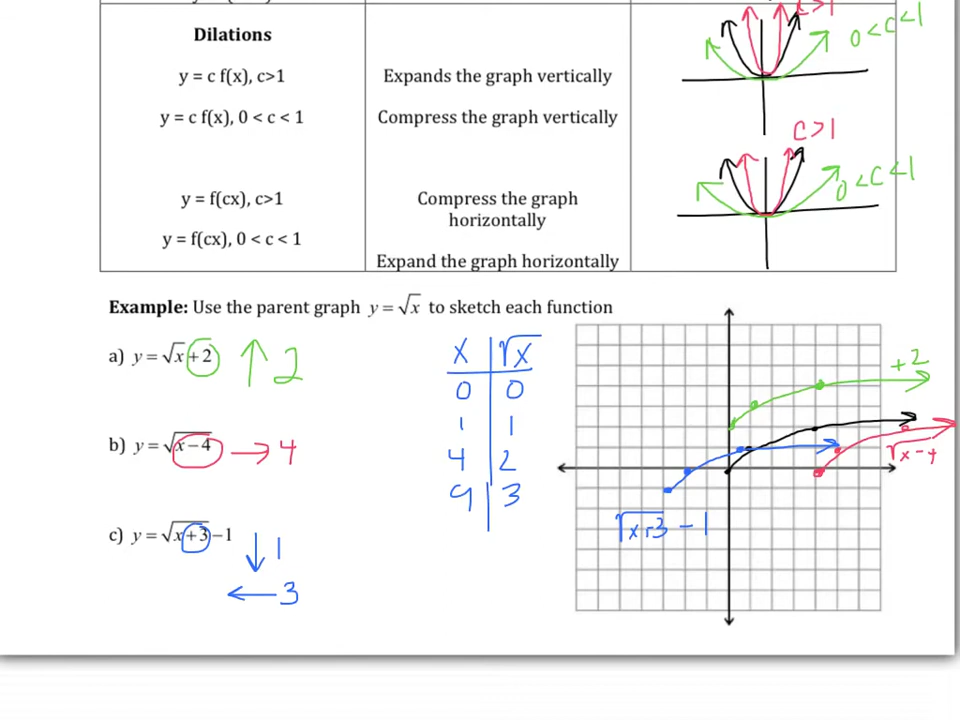 c>1
0<c<1
Dilations
y = c f(x), c>1 Expands the graph vertically
y = c f(x), 0 < c < 1 Compress the graph vertically
c>1
0<c<1
y = f(cx), c>1 Compress the graph horizontally
y = f(cx), 0 < c < 1
Expand the graph horizontally
Example: Use the parent graph y = √x to sketch each function
a) y = √x + 2 ↑ 2
b) y = √(x − 4) → 4
c) y = √(x + 3) − 1 ↓ 1
← 3
x √x
0 0
1 1
4 2
9 3
+2
√x-4
√x+3 - 1